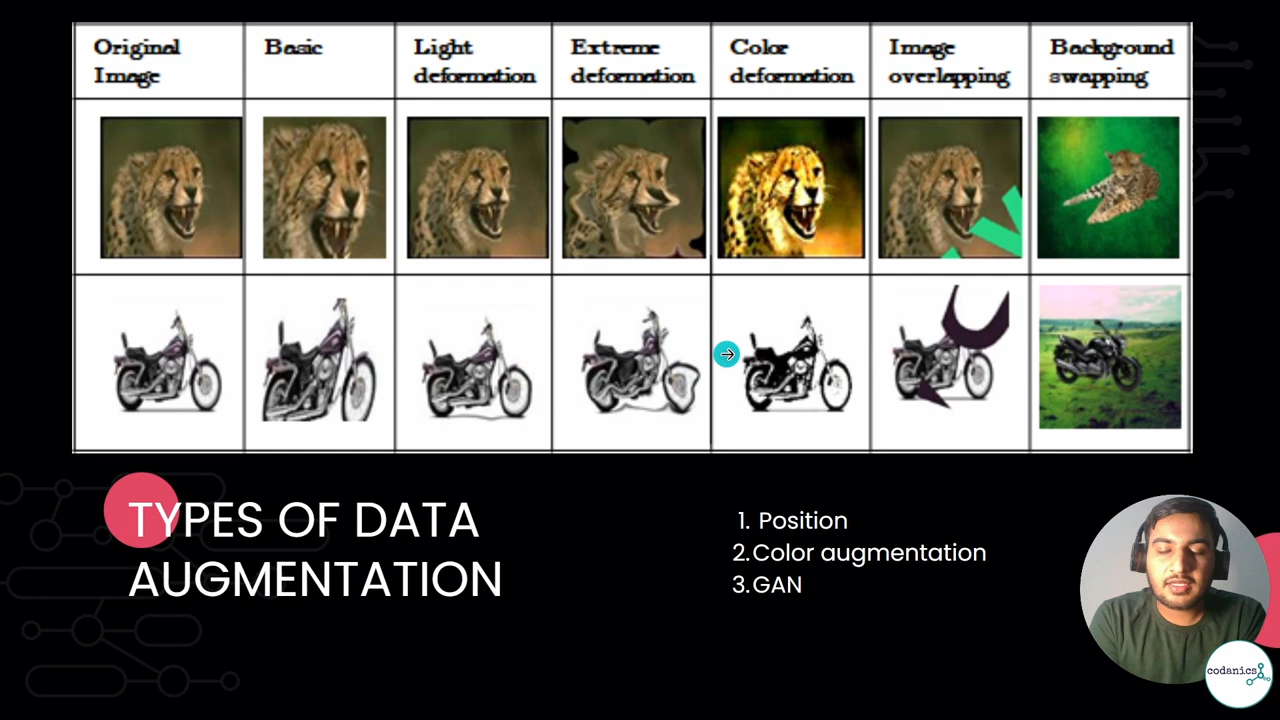 Original
Image
Basic
Light
deformation
Extreme
deformation
Color
deformation
Image
overlapping
Background
swapping
TYPES OF DATA
AUGMENTATION
1. Position
2. Color augmentation
3. GAN
codanics